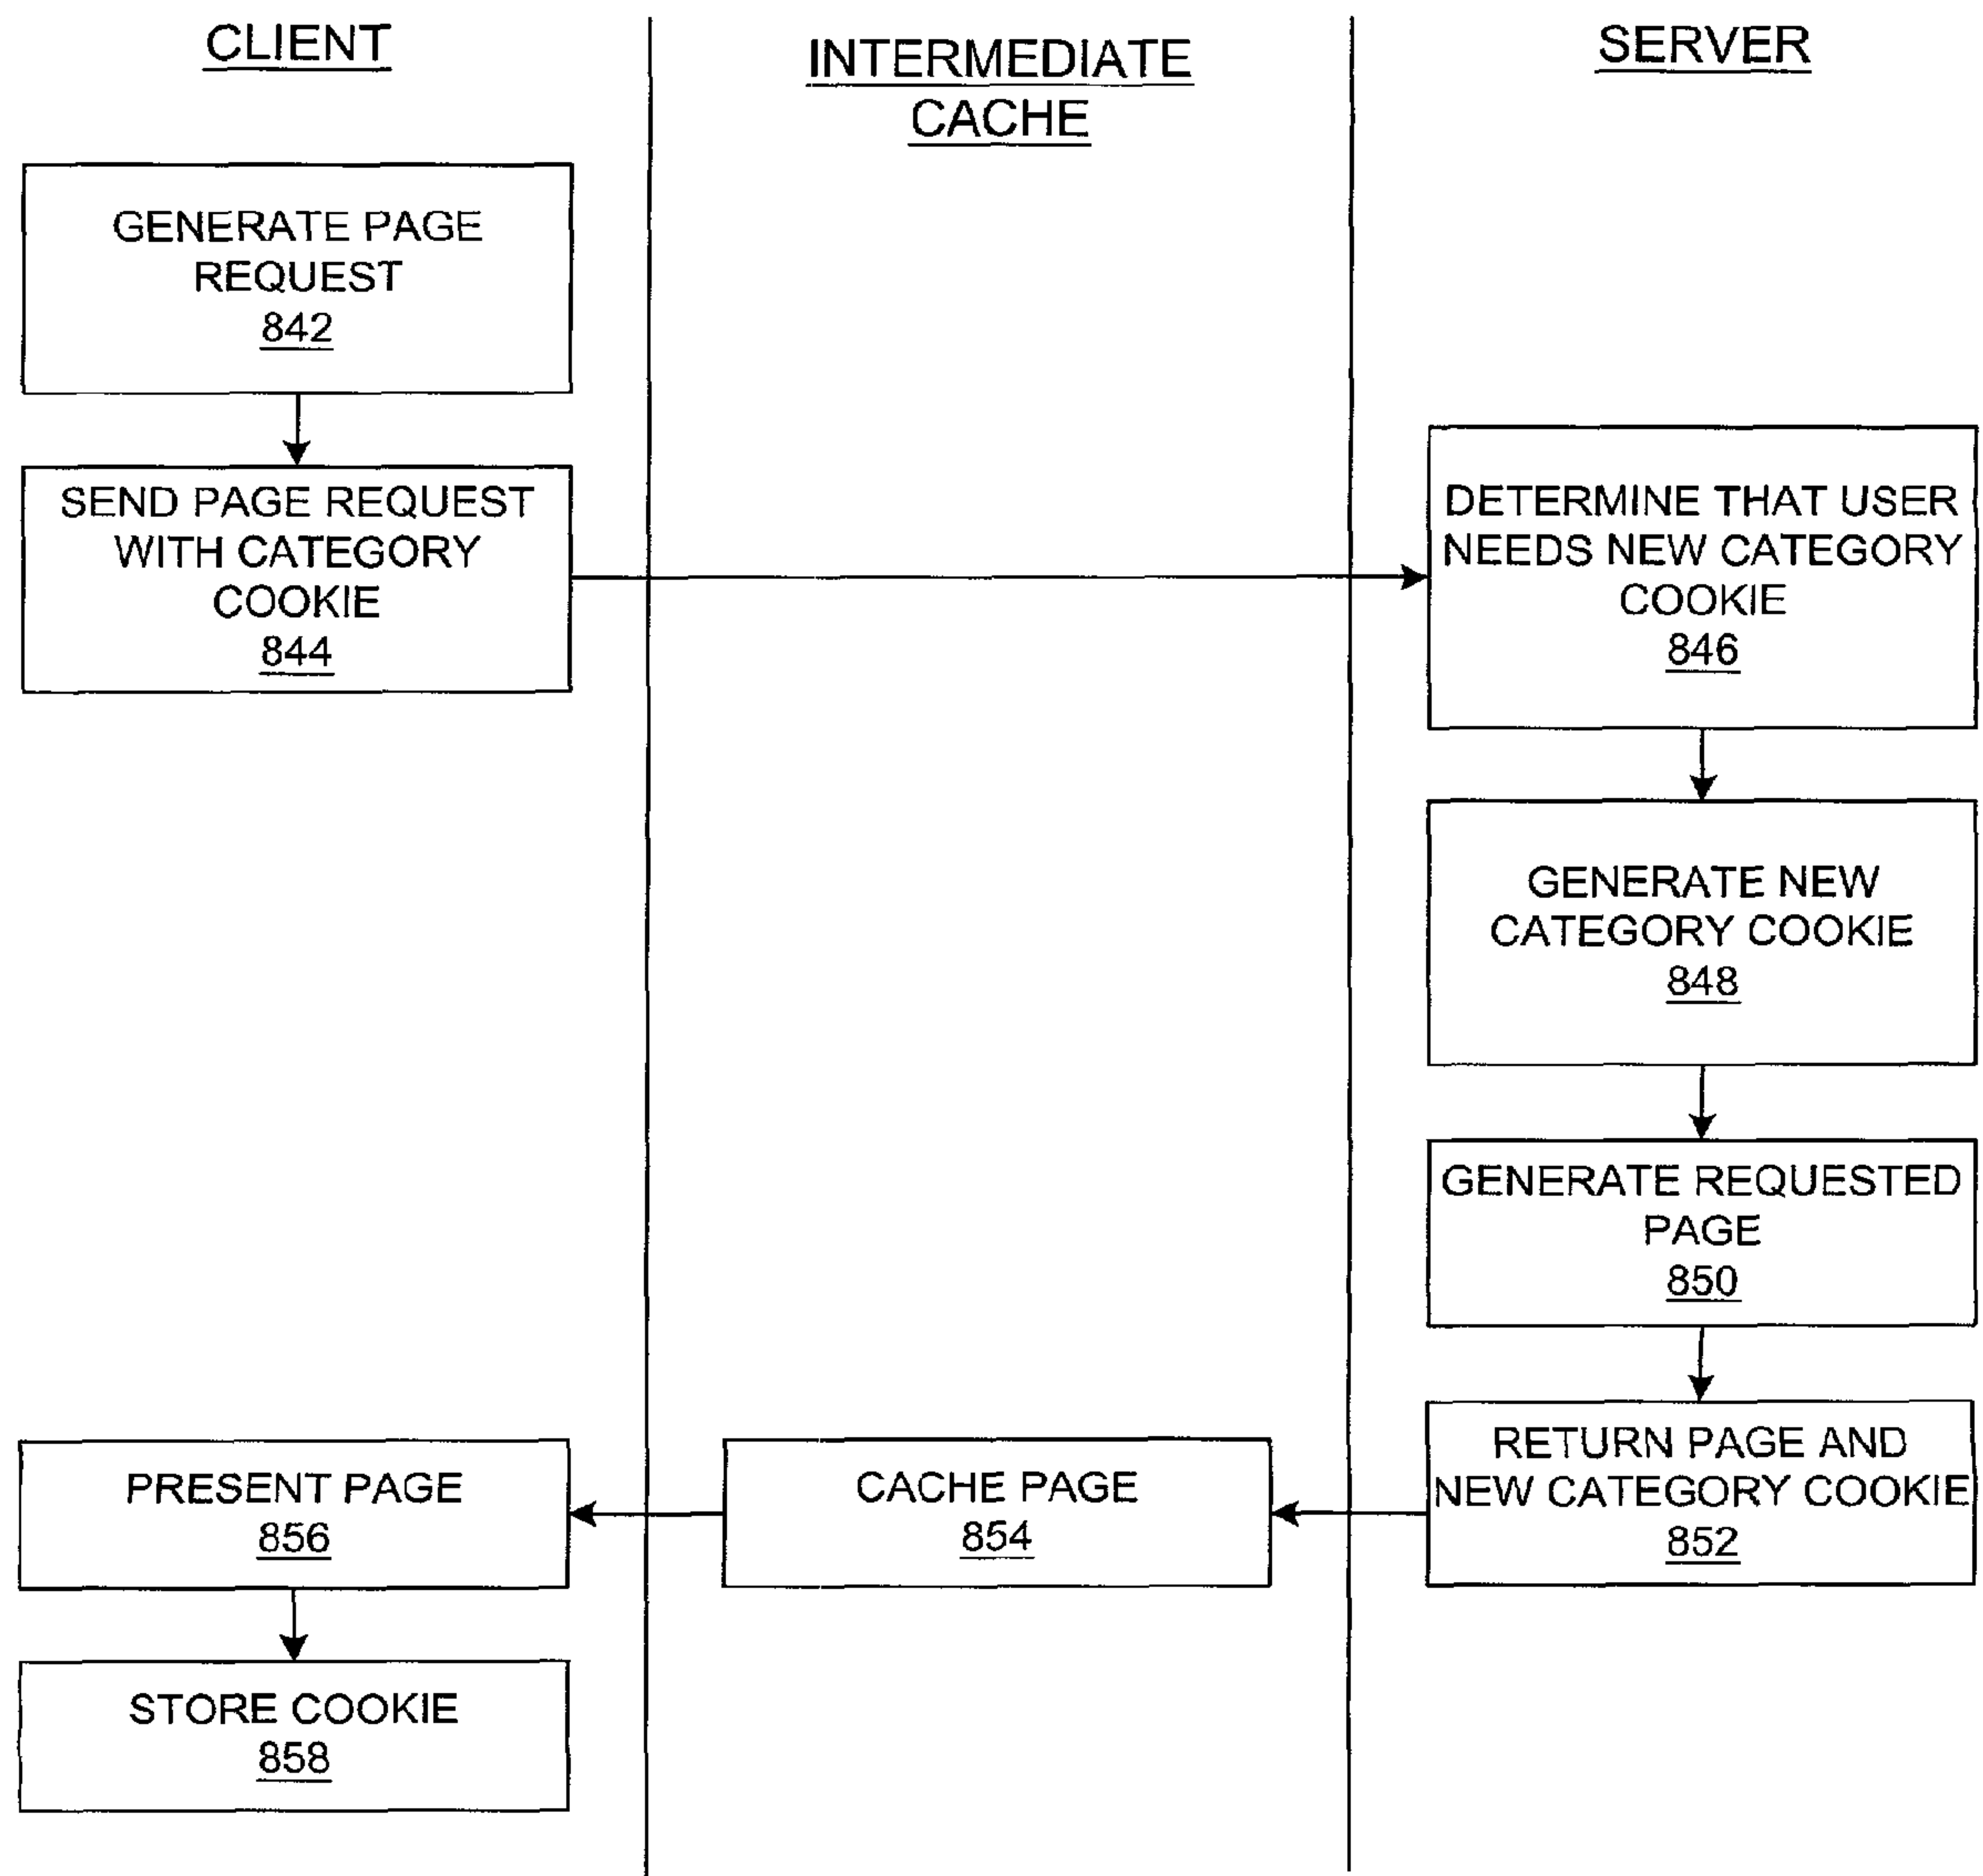 CLIENT
INTERMEDIATE
CACHE
SERVER
GENERATE PAGE
REQUEST
842
SEND PAGE REQUEST
WITH CATEGORY
COOKIE
844
DETERMINE THAT USER
NEEDS NEW CATEGORY
COOKIE
846
GENERATE NEW
CATEGORY COOKIE
848
GENERATE REQUESTED
PAGE
850
RETURN PAGE AND
NEW CATEGORY COOKIE
852
CACHE PAGE
854
PRESENT PAGE
856
STORE COOKIE
858